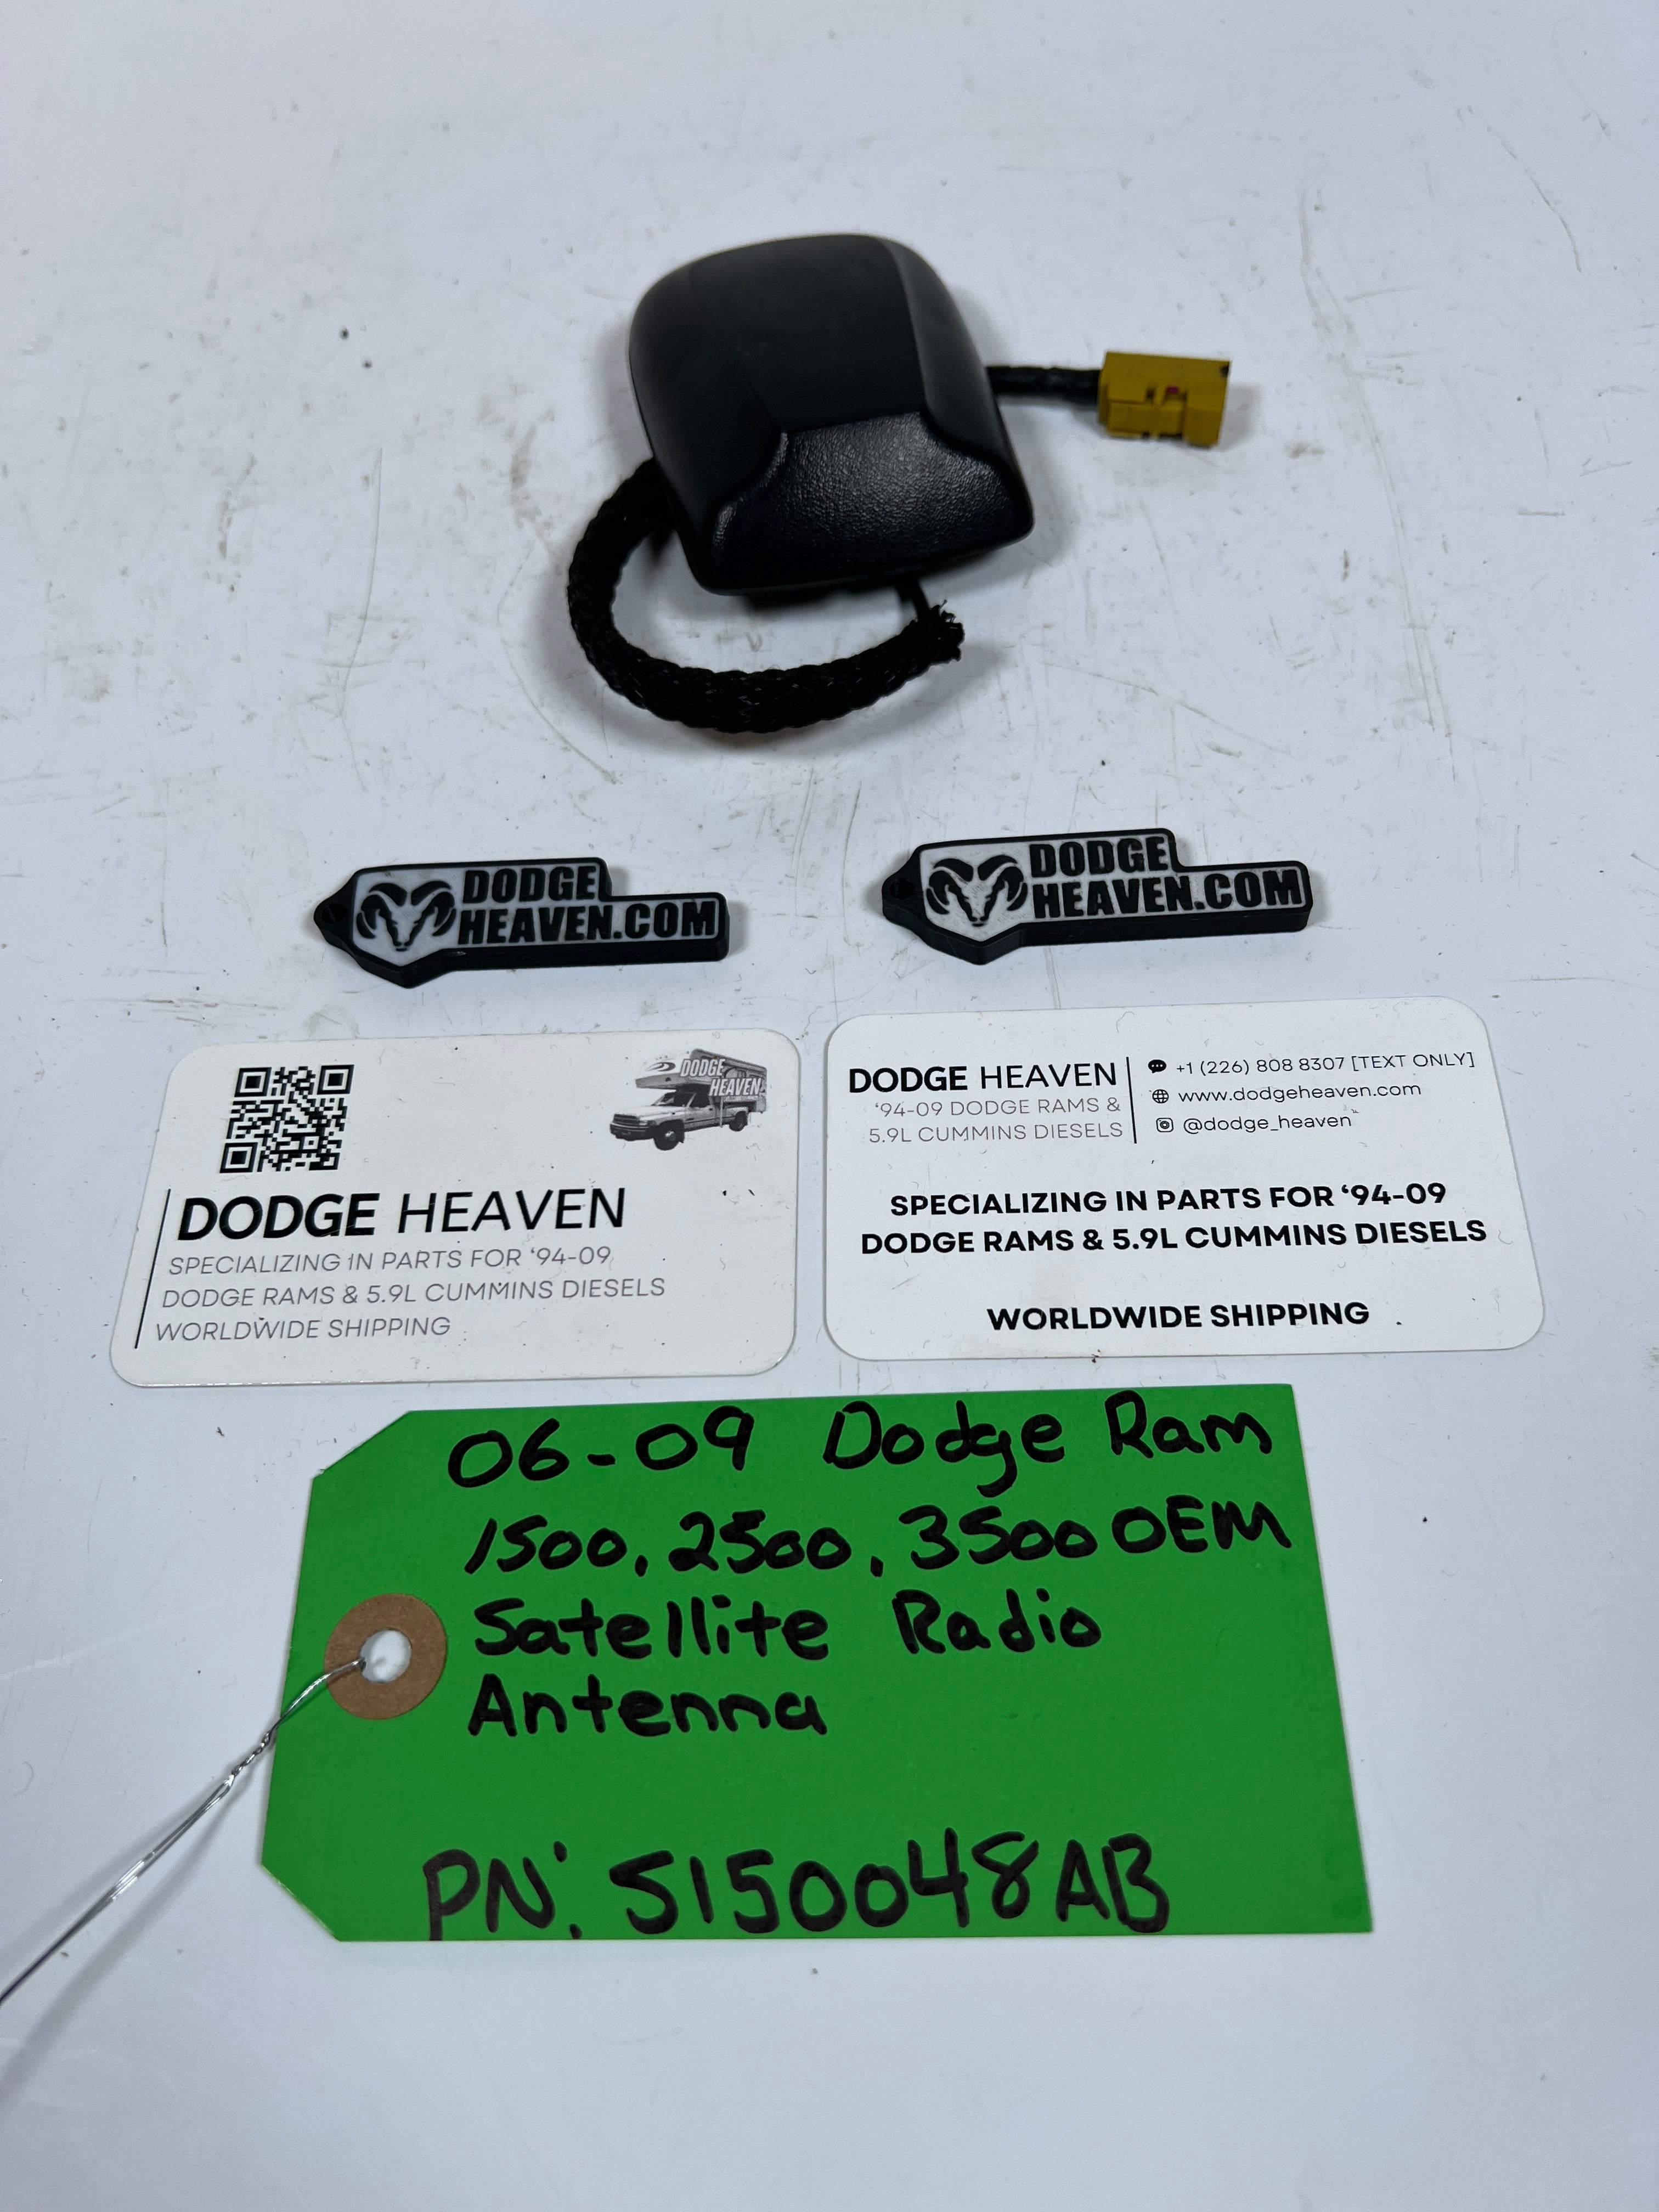 DODGE
HEAVEN.COM
DODGE
HEAVEN.COM
DODGE
HEAVEN
DODGE HEAVEN
SPECIALIZING IN PARTS FOR ‘94-09
DODGE RAMS & 5.9L CUMMINS DIESELS
WORLDWIDE SHIPPING
DODGE HEAVEN
‘94-09 DODGE RAMS &
5.9L CUMMINS DIESELS
+1 (226) 808 8307 [TEXT ONLY]
www.dodgeheaven.com
@dodge_heaven
SPECIALIZING IN PARTS FOR ‘94-09
DODGE RAMS & 5.9L CUMMINS DIESELS
WORLDWIDE SHIPPING
06-09 Dodge Ram
1500, 2500, 3500 OEM
Satellite Radio
Antenna
PN: 5150048AB